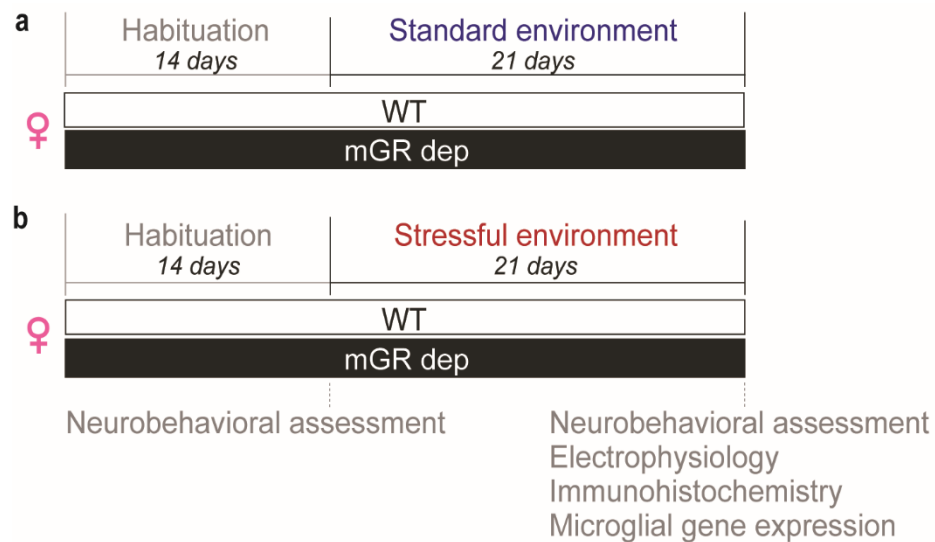 a
Habituation Standard environment
14 days 21 days
WT
♀
mGR dep
b
Habituation Stressful environment
14 days 21 days
WT
♀
mGR dep
Neurobehavioral assessment Neurobehavioral assessment
Electrophysiology
Immunohistochemistry
Microglial gene expression